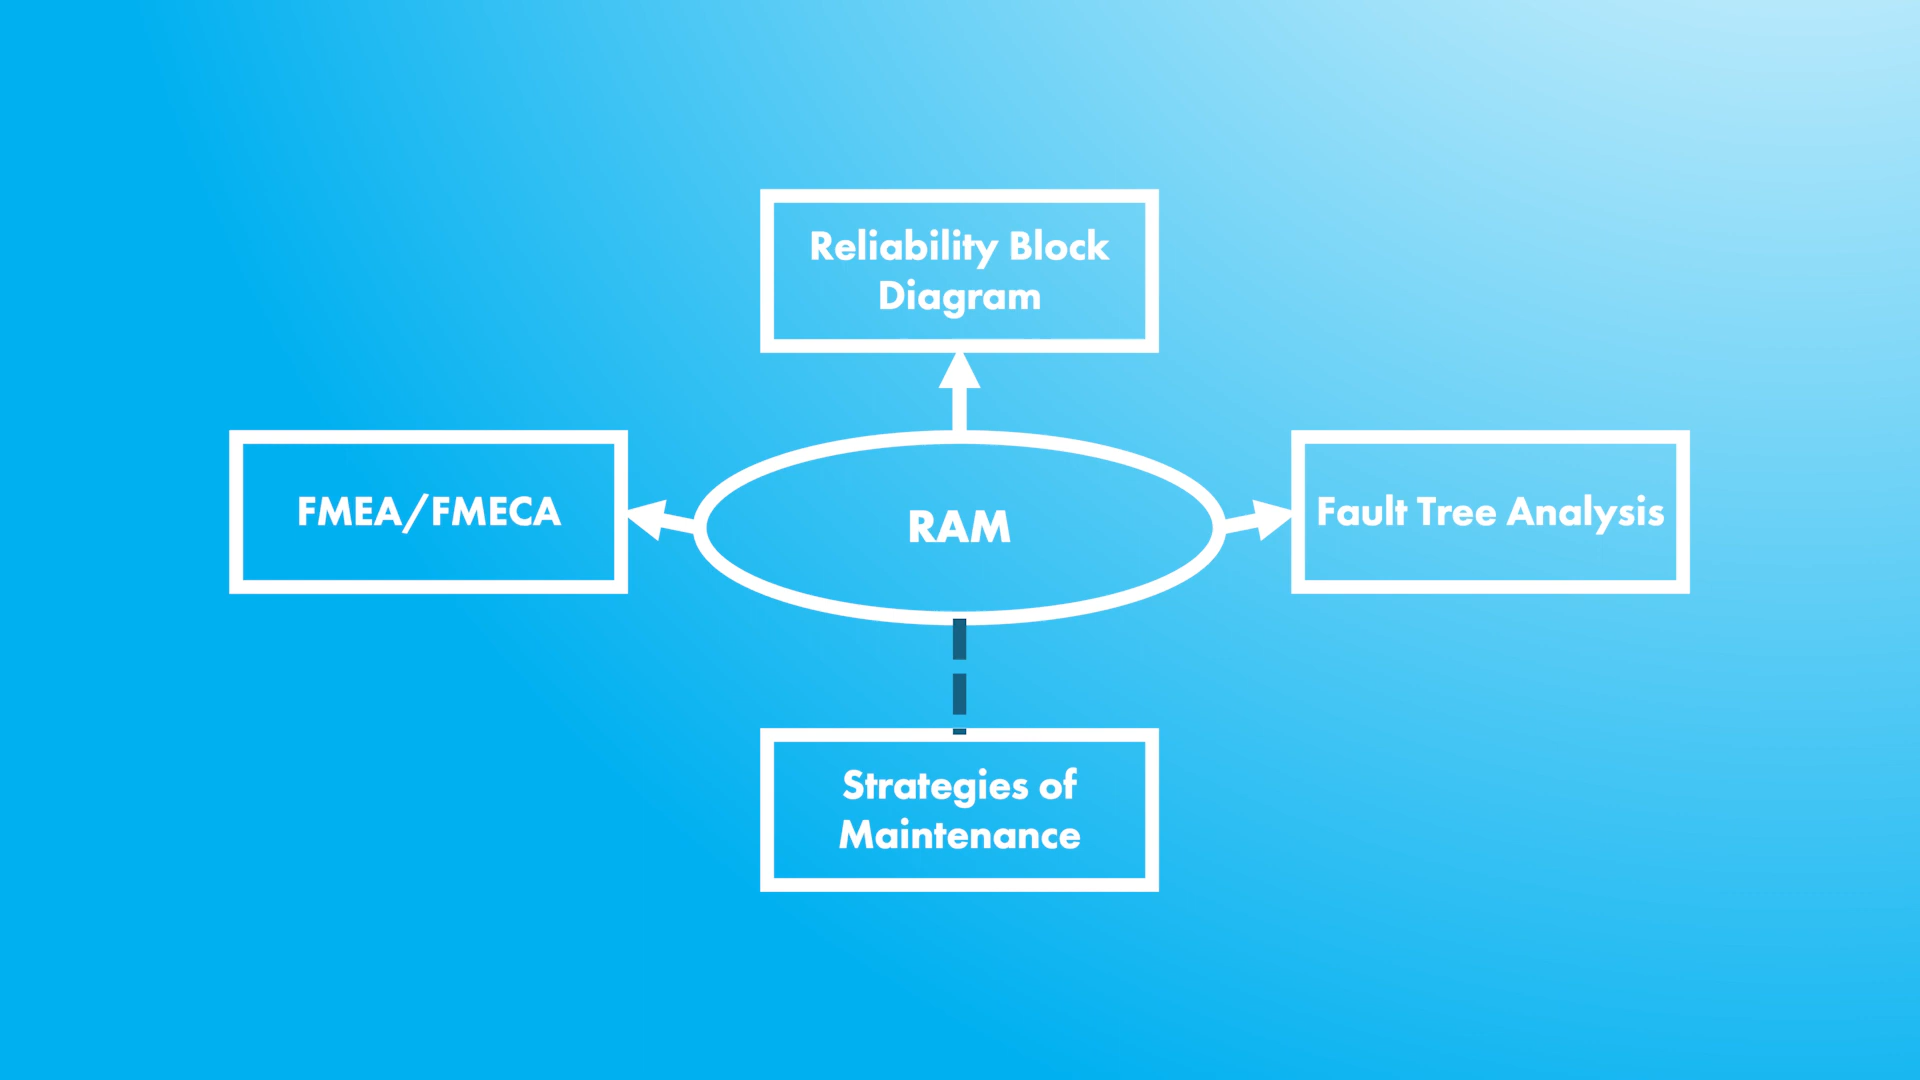 Reliability Block
Diagram
FMEA/FMECA
RAM
Fault Tree Analysis
Strategies of
Maintenance